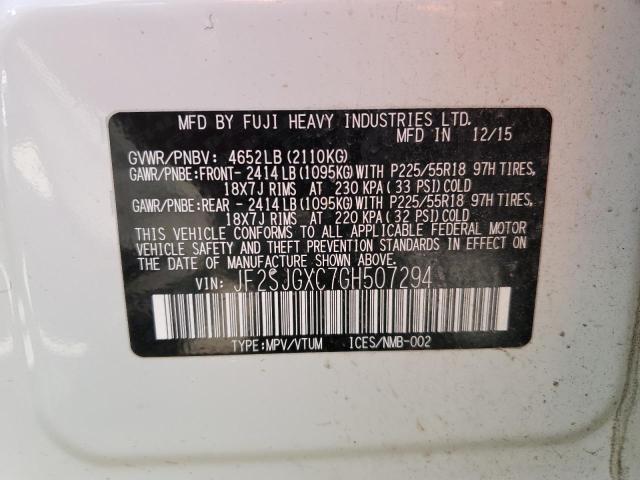 MFD BY FUJI HEAVY INDUSTRIES LTD.
MFD IN 12/15
GVWR/PNBV: 4652LB (2110KG)
GAWR/PNBE:FRONT- 2414 LB (1095KG) WITH P225/55R18 97H TIRES,
18X7J RIMS AT 230 KPA ( 33 PSI) COLD
GAWR/PNBE:REAR - 2414 LB (1095KG) WITH P225/55R18 97H TIRES,
18X7J RIMS AT 220 KPA ( 32 PSI) COLD
THIS VEHICLE CONFORMS TO ALL APPLICABLE FEDERAL MOTOR
VEHICLE SAFETY AND THEFT PREVENTION STANDARDS IN EFFECT
ON THE DATE OF MANUFACTURE SHOWN ABOVE.
VIN: JF2SJGXC7GH507294
TYPE:MPV/VTUM ICES/NMB-002